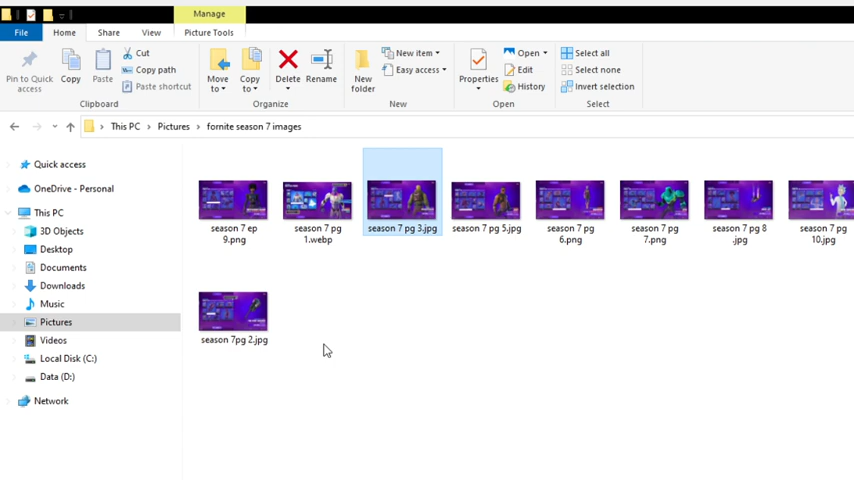 Manage
File
Home
Share
View
Picture Tools
Pin to Quick
access
Copy
Paste
Cut
Copy path
Paste shortcut
Clipboard
Move
to
Copy
to
Delete
Rename
Organize
New
folder
New item
Easy access
New
Properties
Open
Edit
History
Open
Select all
Select none
Invert selection
Select
This PC
Pictures
fornite season 7 images
Quick access
OneDrive - Personal
This PC
3D Objects
Desktop
Documents
Downloads
Music
Pictures
Videos
Local Disk (C:)
Data (D:)
Network
season 7 ep
9.png
season 7 pg
1.webp
season 7 pg 3.jpg
season 7 pg 5.jpg
season 7 pg
6.png
season 7 pg
7.png
season 7 pg 8
.jpg
season 7 pg
10.jpg
season 7pg 2.jpg